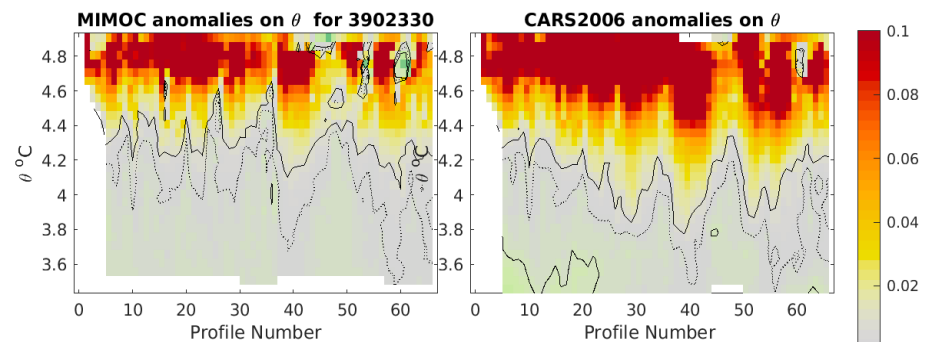 MIMOC anomalies on θ for 3902330
CARS2006 anomalies on θ
4.8
4.6
4.4
4.2
4
3.8
3.6
θ °C
0 10 20 30 40 50 60
Profile Number
4.8
4.6
4.4
4.2
4
3.8
3.6
θ °C
0 10 20 30 40 50 60
Profile Number
0.1
0.08
0.06
0.04
0.02